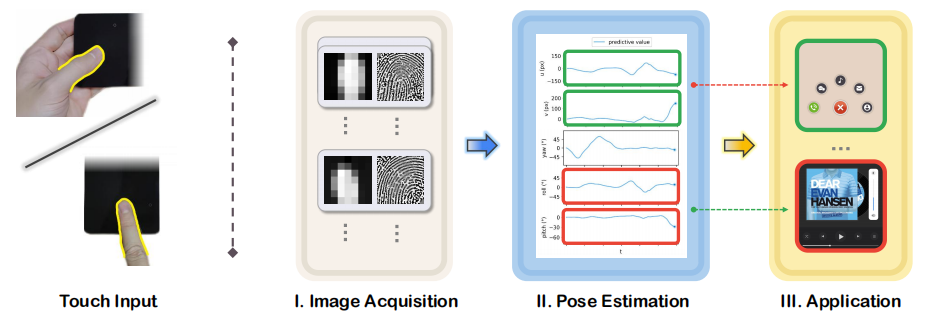 predictive value
u (px)
150
0
−150
v (px)
200
100
0
yaw (°)
45
0
−45
roll (°)
45
0
−45
pitch (°)
0
−30
−60
t
DEAR
EVAN
HANSEN
Touch Input
I. Image Acquisition
II. Pose Estimation
III. Application